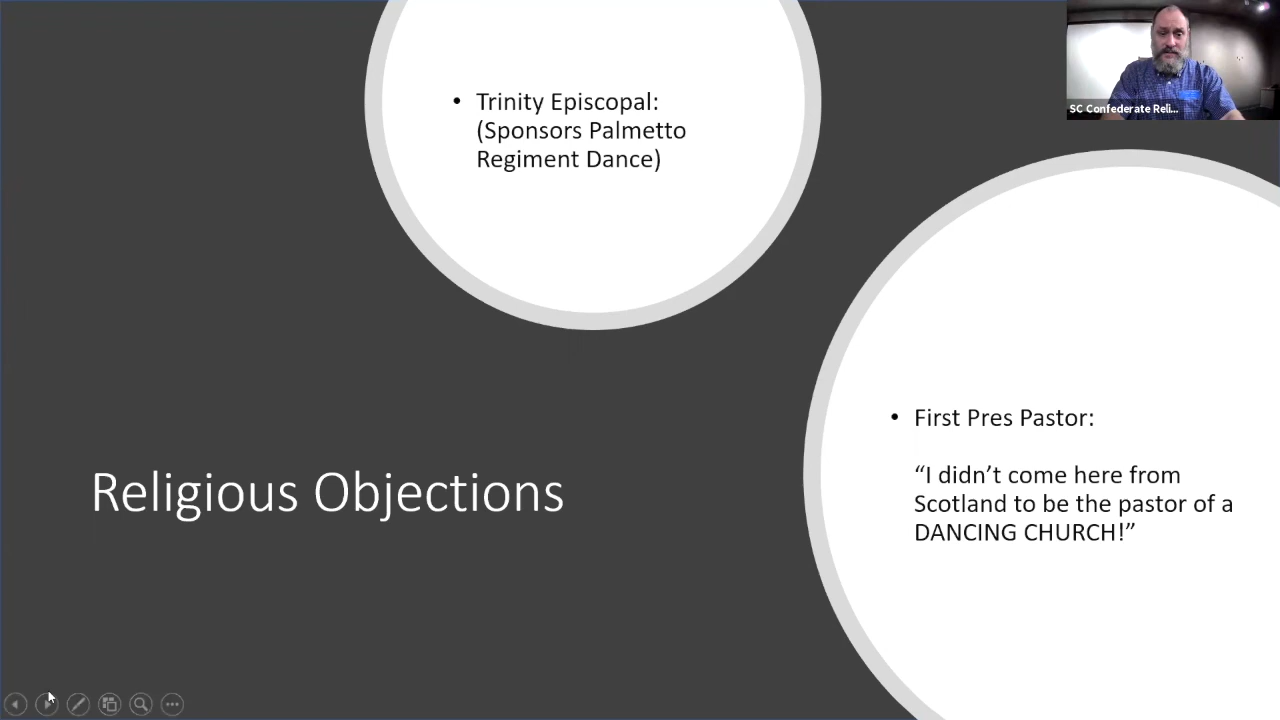 • Trinity Episcopal:
(Sponsors Palmetto
Regiment Dance)
SC Confederate Reli...
• First Pres Pastor:
“I didn’t come here from
Scotland to be the pastor of a
DANCING CHURCH!”
Religious Objections